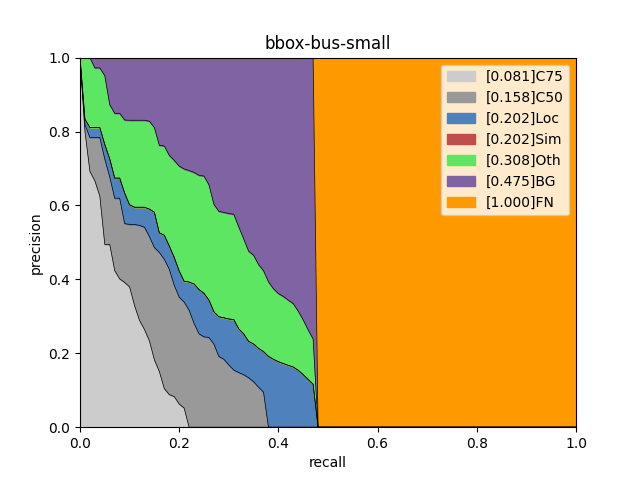 bbox-bus-small
1.0
0.8
0.6
0.4
0.2
0.0
precision
[0.081]C75
[0.158]C50
[0.202]Loc
[0.202]Sim
[0.308]Oth
[0.475]BG
[1.000]FN
0.0 0.2 0.4 0.6 0.8 1.0
recall